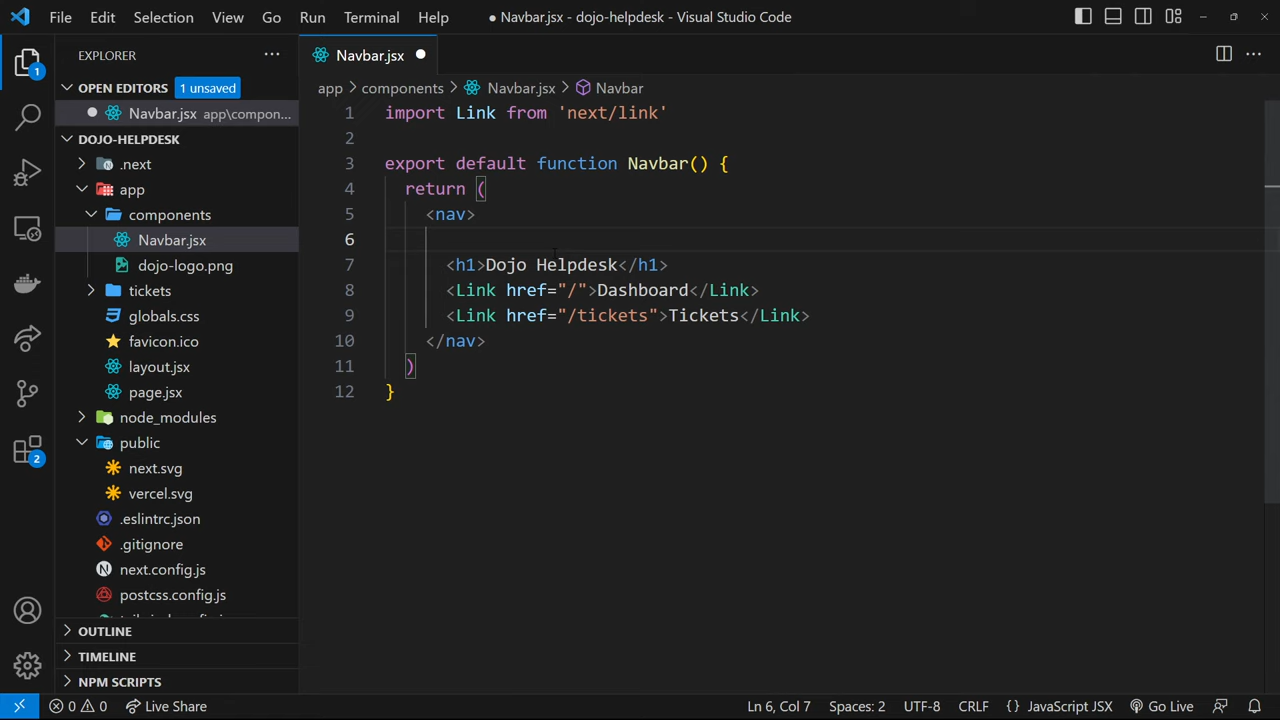 File Edit Selection View Go Run Terminal Help ● Navbar.jsx - dojo-helpdesk - Visual Studio Code
EXPLORER
OPEN EDITORS 1 unsaved
Navbar.jsx app\compon...
DOJO-HELPDESK
.next
app
components
Navbar.jsx
dojo-logo.png
tickets
globals.css
favicon.ico
layout.jsx
page.jsx
node_modules
public
next.svg
vercel.svg
.eslintrc.json
.gitignore
next.config.js
postcss.config.js
OUTLINE
TIMELINE
NPM SCRIPTS
1
2
Navbar.jsx
app > components > Navbar.jsx > Navbar
1 import Link from 'next/link'
2
3 export default function Navbar() {
4 return (
5 <nav>
6
7 <h1>Dojo Helpdesk</h1>
8 <Link href="/">Dashboard</Link>
9 <Link href="/tickets">Tickets</Link>
10 </nav>
11 )
12 }
0 0 Live Share Ln 6, Col 7 Spaces: 2 UTF-8 CRLF {} JavaScript JSX Go Live